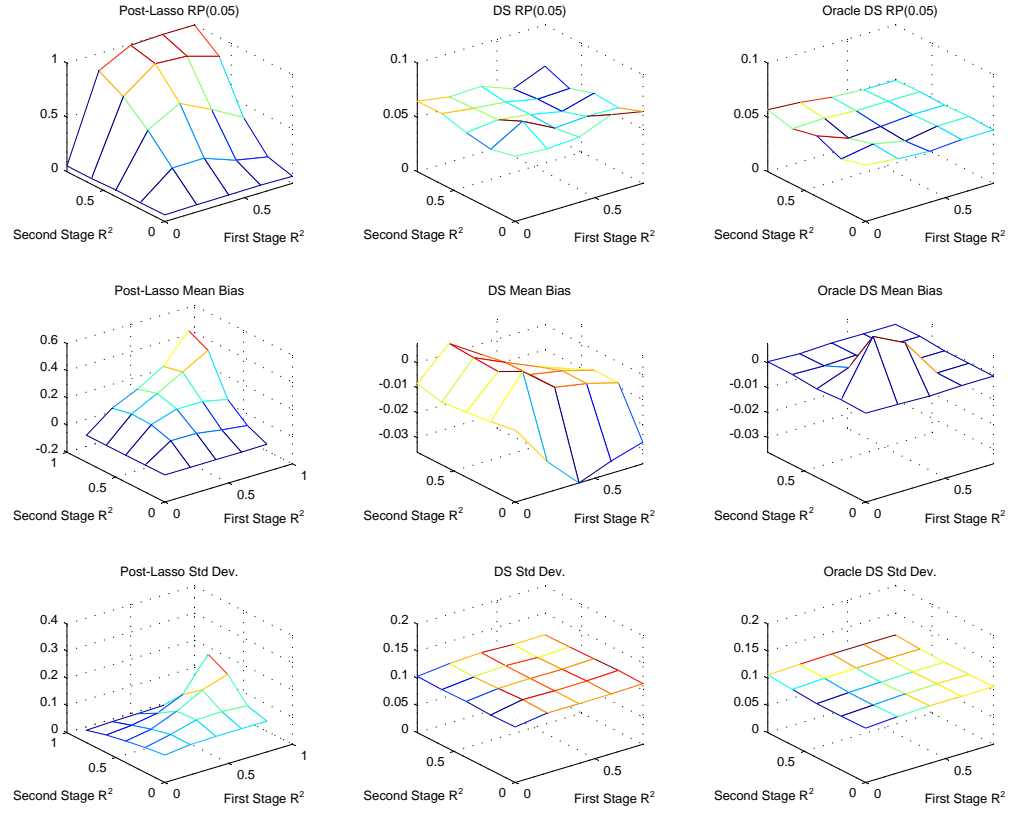 Post-Lasso RP(0.05)
DS RP(0.05)
Oracle DS RP(0.05)
1
0.5
0
0.5
0
0
0.5
Second Stage R²
First Stage R²
0.1
0.05
0
0.5
0
0
0.5
Second Stage R²
First Stage R²
0.1
0.05
0
0.5
0
0
0.5
Second Stage R²
First Stage R²
Post-Lasso Mean Bias
DS Mean Bias
Oracle DS Mean Bias
0.6
0.4
0.2
0
-0.2
1
0.5
0
0
0.5
1
Second Stage R²
First Stage R²
0
-0.01
-0.02
-0.03
0.5
0
0
0.5
Second Stage R²
First Stage R²
0
-0.01
-0.02
-0.03
0.5
0
0
0.5
Second Stage R²
First Stage R²
Post-Lasso Std Dev.
DS Std Dev.
Oracle DS Std Dev.
0.4
0.3
0.2
0.1
0
1
0.5
0
0
0.5
1
Second Stage R²
First Stage R²
0.2
0.15
0.1
0.05
0
0.5
0
0
0.5
Second Stage R²
First Stage R²
0.2
0.15
0.1
0.05
0
0.5
0
0
0.5
Second Stage R²
First Stage R²